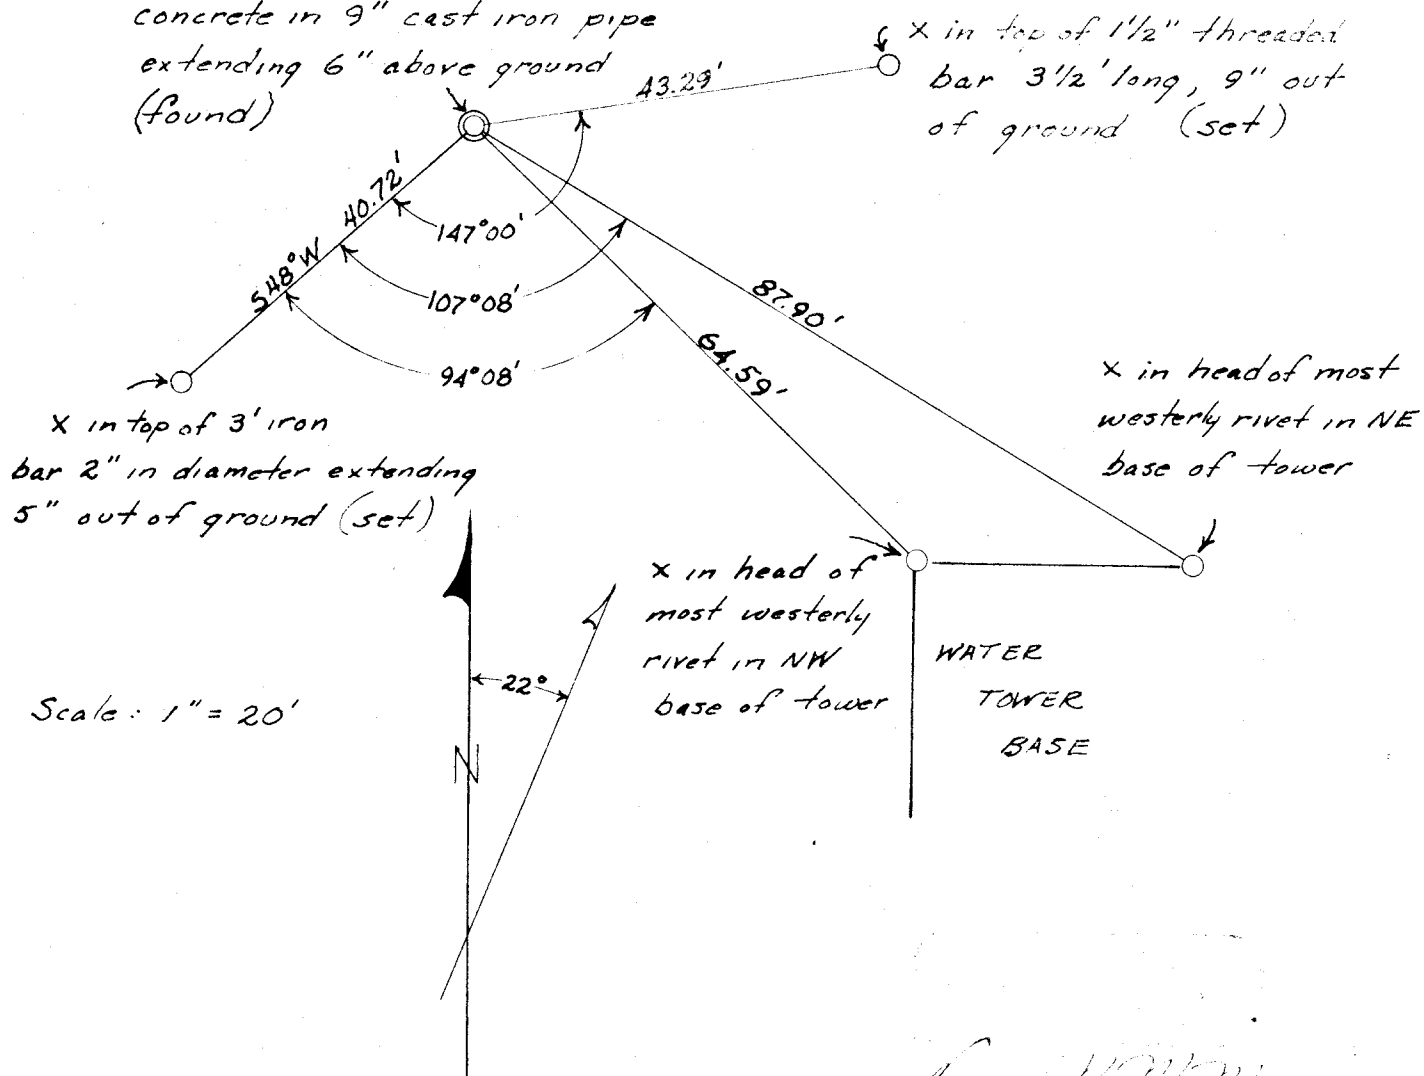 concrete in 9" cast iron pipe
extending 6" above ground
(found)
x in top of 1 1/2" threaded
bar 3 1/2' long, 9" out
of ground (set)
43.29'
40.72'
S48°W
147°00'
107°08'
94°08'
87.90'
64.59'
x in top of 3' iron
bar 2" in diameter extending
5" out of ground (set)
x in head of most
westerly rivet in NE
base of tower
x in head of
most westerly
rivet in NW
base of tower
WATER
TOWER
BASE
22°
Scale: 1" = 20'
N